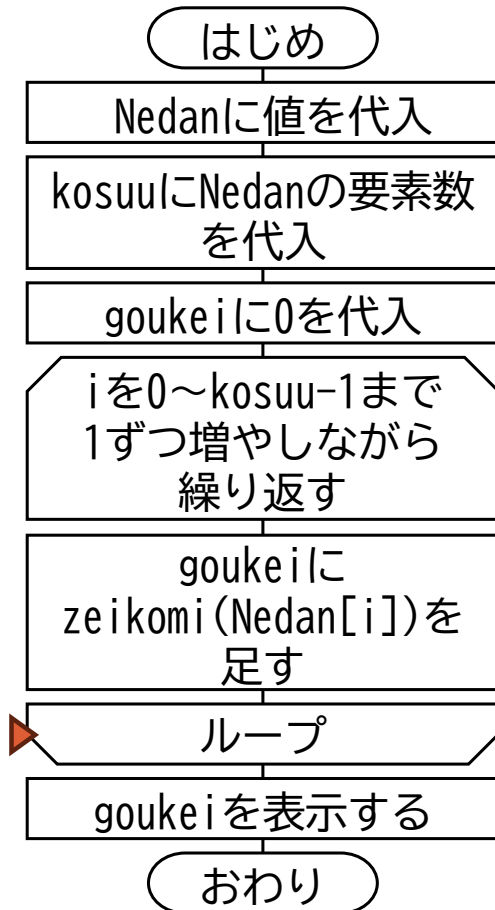 はじめ
Nedanに値を代入
kosuuにNedanの要素数
を代入
goukeiに0を代入
iを0～kosuu-1まで
1ずつ増やしながら
繰り返す
goukeiに
zeikomi(Nedan[i])を
足す
ループ
goukeiを表示する
おわり